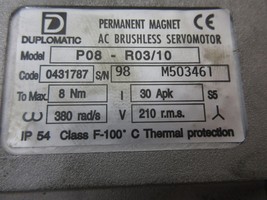 D PERMANENT MAGNET CE
DUPLOMATIC AC BRUSHLESS SERVOMOTOR
Model P08 - R03/10
Code 0431787 S/N 98 M503461
To Max. 8 Nm I 30 Apk S5
ω 380 rad/s V 210 r.m.s.
IP 54 Class F-100° C Thermal protection